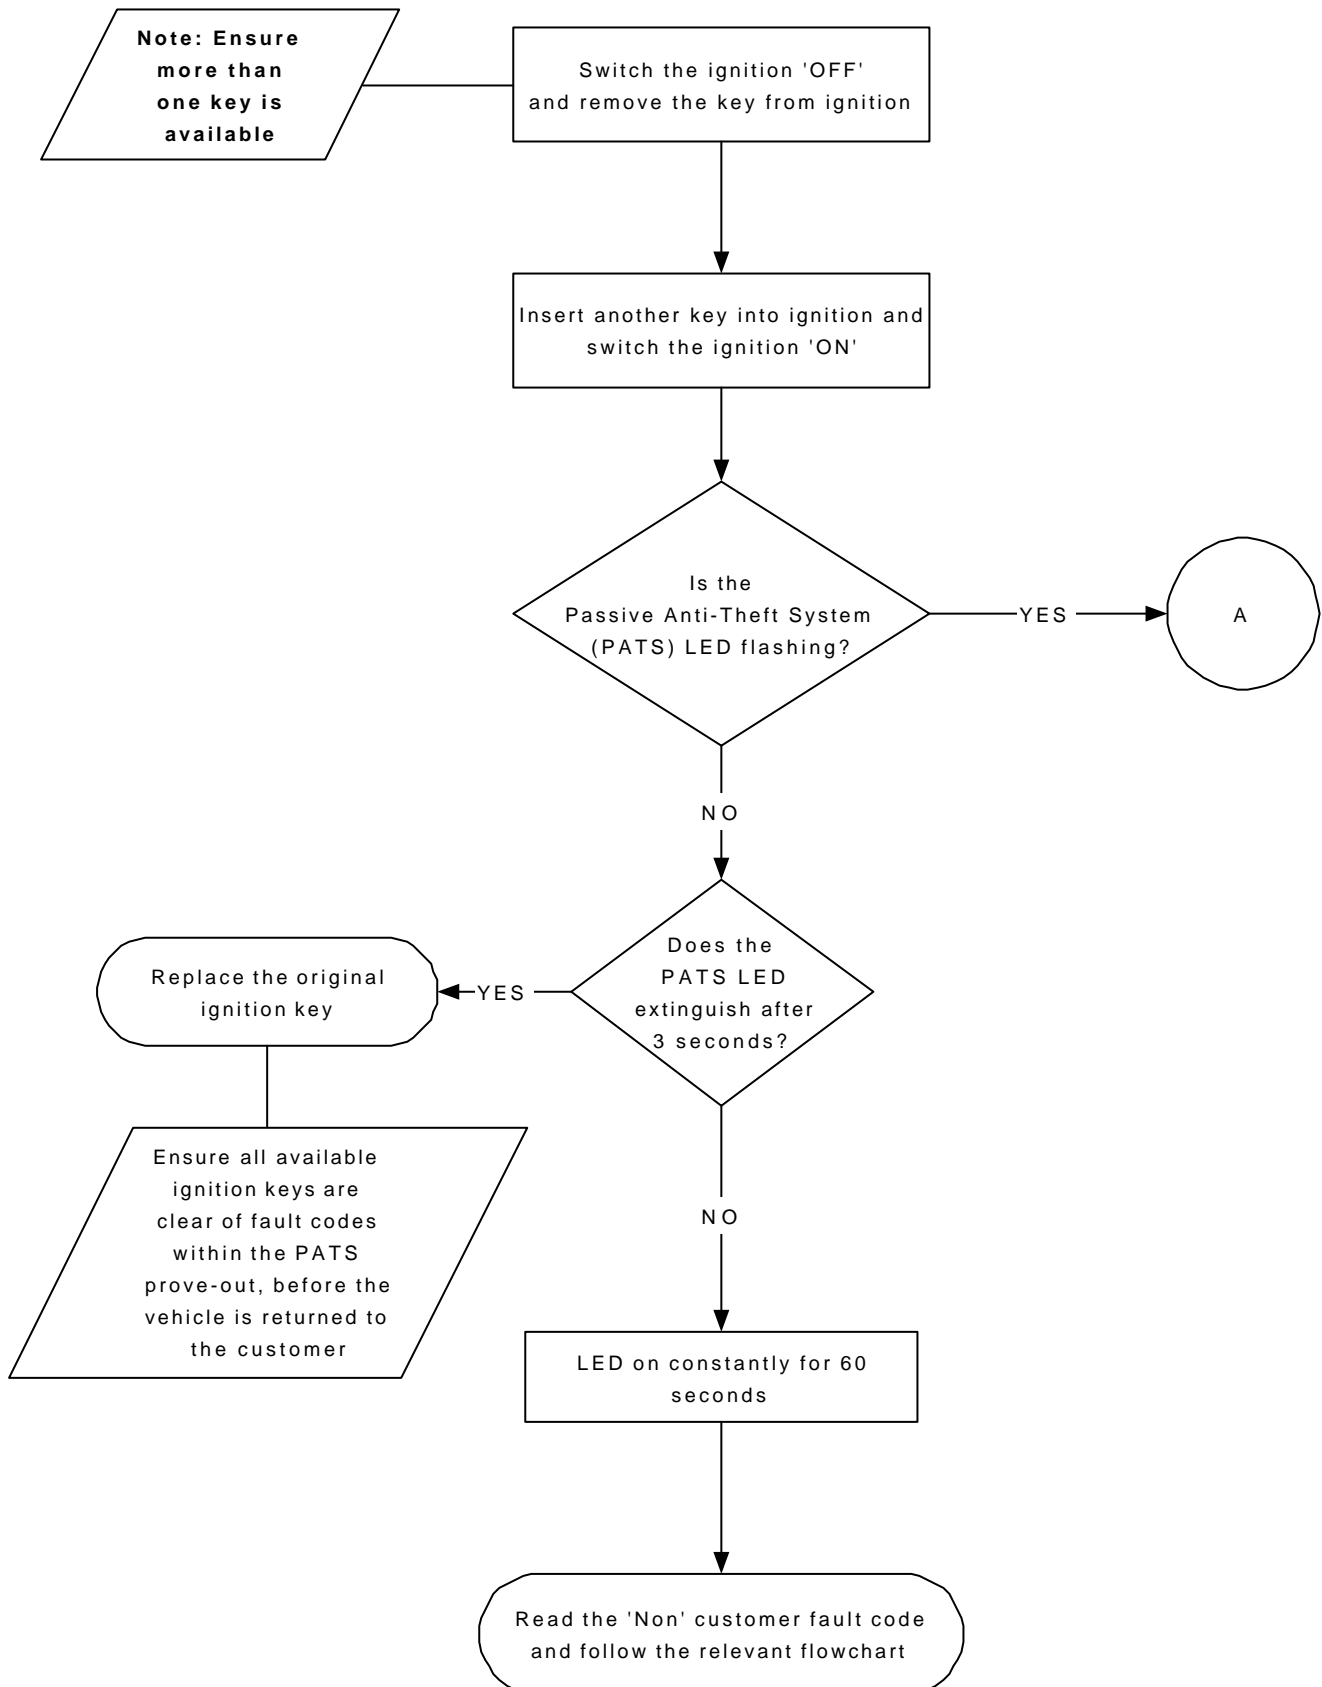 Note: Ensure
more than
one key is
available
Switch the ignition 'OFF'
and remove the key from ignition
Insert another key into ignition and
switch the ignition 'ON'
Is the
Passive Anti-Theft System
(PATS) LED flashing?
YES
A
NO
Does the
PATS LED
extinguish after
3 seconds?
YES
Replace the original
ignition key
Ensure all available
ignition keys are
clear of fault codes
within the PATS
prove-out, before the
vehicle is returned to
the customer
NO
LED on constantly for 60
seconds
Read the 'Non' customer fault code
and follow the relevant flowchart